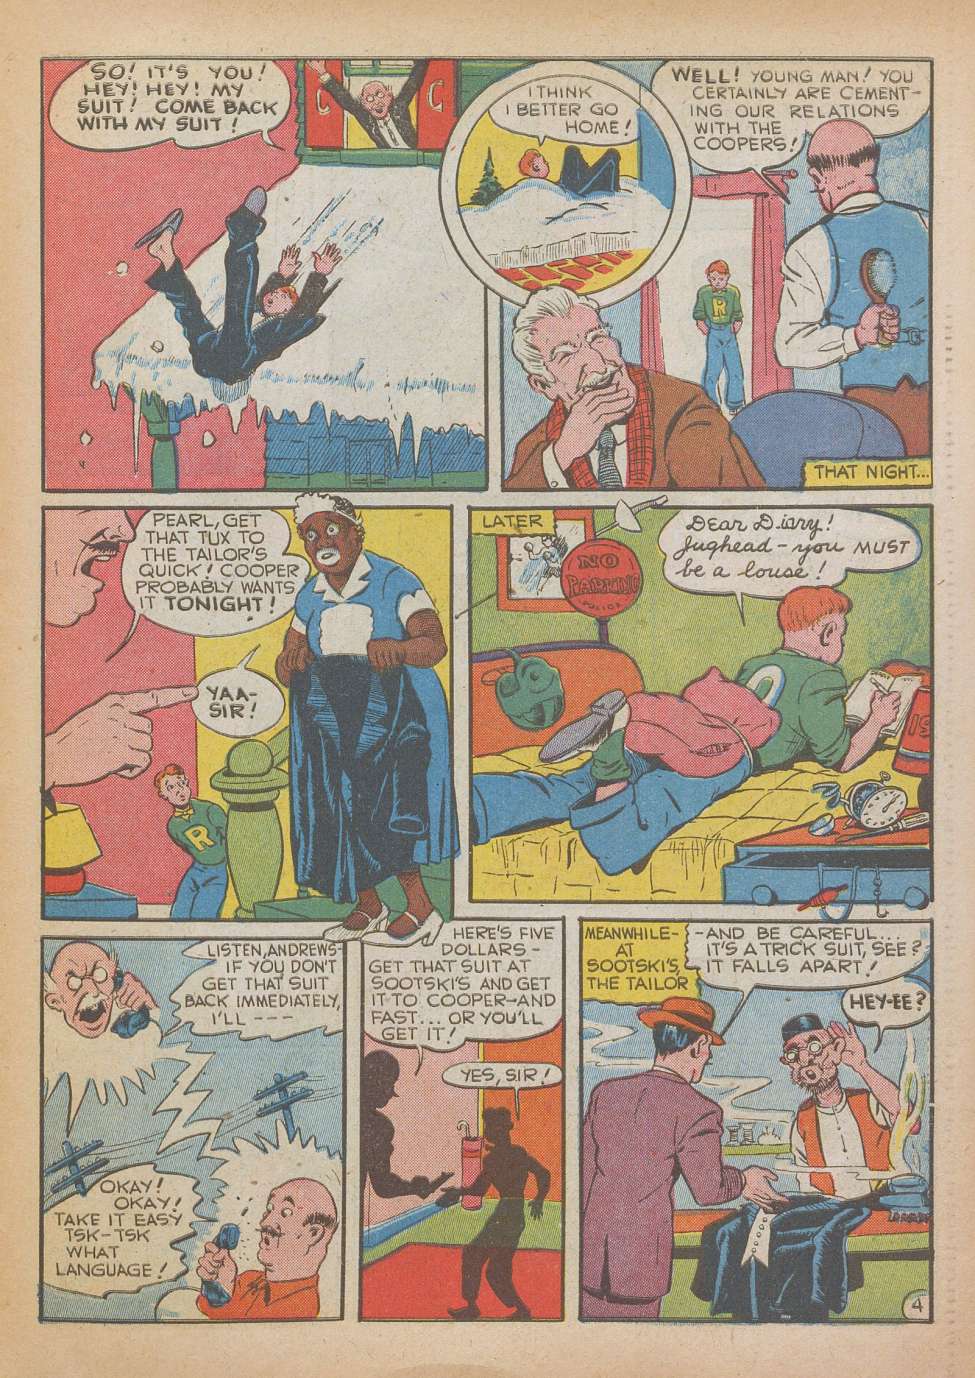 SO! IT'S YOU!
HEY! HEY! MY
SUIT! COME BACK
WITH MY SUIT!
C C
I THINK
I BETTER GO
HOME!
WELL! YOUNG MAN! YOU
CERTAINLY ARE CEMENT-
ING OUR RELATIONS
WITH THE
COOPERS!
R
THAT NIGHT...
PEARL, GET
THAT TUX TO
THE TAILOR'S
QUICK! COOPER
PROBABLY WANTS
IT TONIGHT!
YAA-
SIR!
R
LATER
NO
PARKING
POLICE
Dear Diary!
Jughead - you MUST
be a louse!
19
LISTEN, ANDREWS-
IF YOU DON'T
GET THAT SUIT
BACK IMMEDIATELY,
I'LL ---
OKAY!
OKAY!
TAKE IT EASY
TSK-TSK
WHAT
LANGUAGE!
HERE'S FIVE
DOLLARS-
GET THAT SUIT AT
SOOTSKI'S AND GET
IT TO COOPER-AND
FAST... OR YOU'LL
GET IT!
YES, SIR!
MEANWHILE-
AT
SOOTSKI'S,
THE TAILOR
-AND BE CAREFUL...
IT'S A TRICK SUIT, SEE?
IT FALLS APART!
HEY-EE?
4